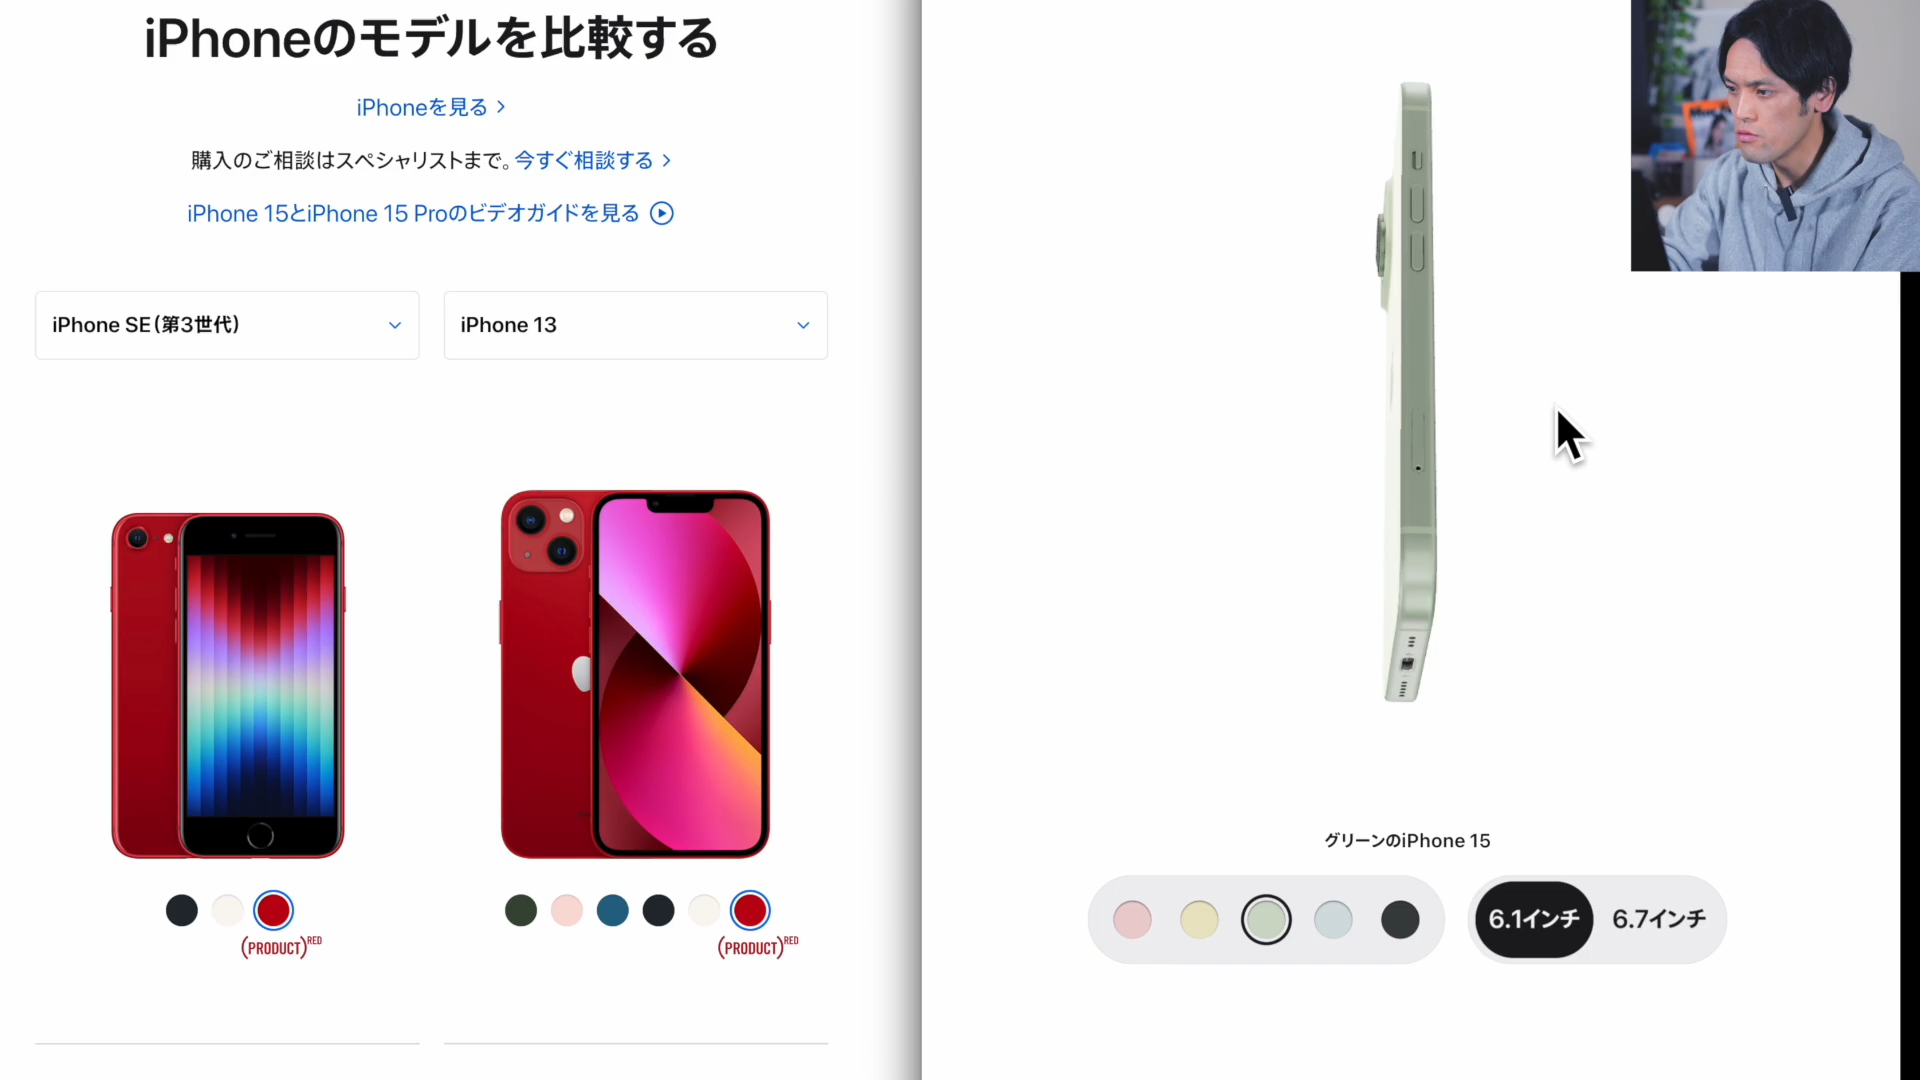 iPhoneのモデルを比較する
iPhoneを見る
購入のご相談はスペシャリストまで。今すぐ相談する
iPhone 15とiPhone 15 Proのビデオガイドを見る
iPhone SE(第3世代)
iPhone 13
(PRODUCT)RED
(PRODUCT)RED
グリーンのiPhone 15
6.1インチ
6.7インチ